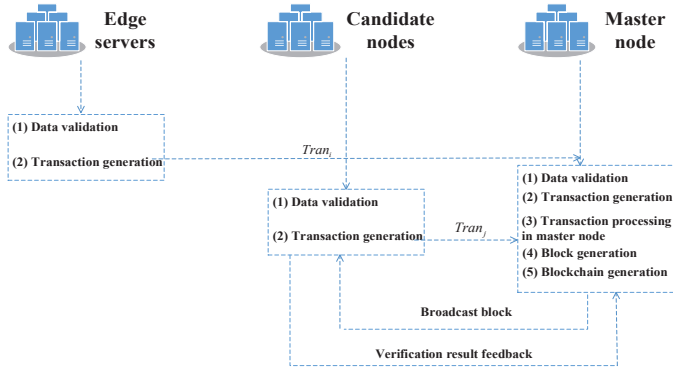 Edge
servers
Candidate
nodes
Master
node
(1) Data validation
(2) Transaction generation
Tran_i
(1) Data validation
(2) Transaction generation
Tran_j
(1) Data validation
(2) Transaction generation
(3) Transaction processing
in master node
(4) Block generation
(5) Blockchain generation
Broadcast block
Verification result feedback